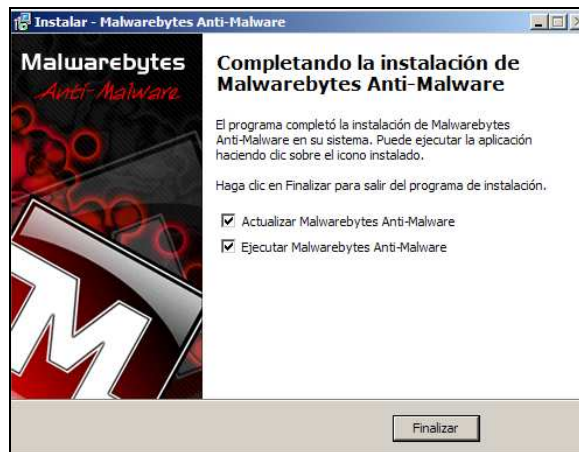 Instalar - Malwarebytes Anti-Malware
Malwarebytes
Anti-Malware
Completando la instalación de
Malwarebytes Anti-Malware
El programa completó la instalación de Malwarebytes
Anti-Malware en su sistema. Puede ejecutar la aplicación
haciendo clic sobre el icono instalado.
Haga clic en Finalizar para salir del programa de instalación.
Actualizar Malwarebytes Anti-Malware
Ejecutar Malwarebytes Anti-Malware
M
Finalizar